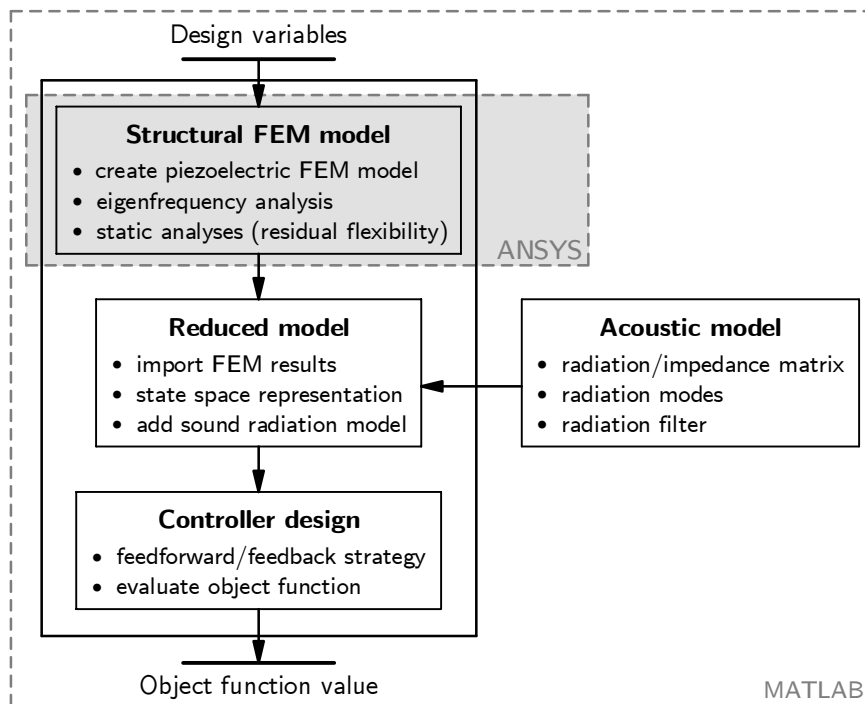 Design variables
Structural FEM model
• create piezoelectric FEM model
• eigenfrequency analysis
• static analyses (residual flexibility)
ANSYS
Reduced model
• import FEM results
• state space representation
• add sound radiation model
Acoustic model
• radiation/impedance matrix
• radiation modes
• radiation filter
Controller design
• feedforward/feedback strategy
• evaluate object function
Object function value
MATLAB